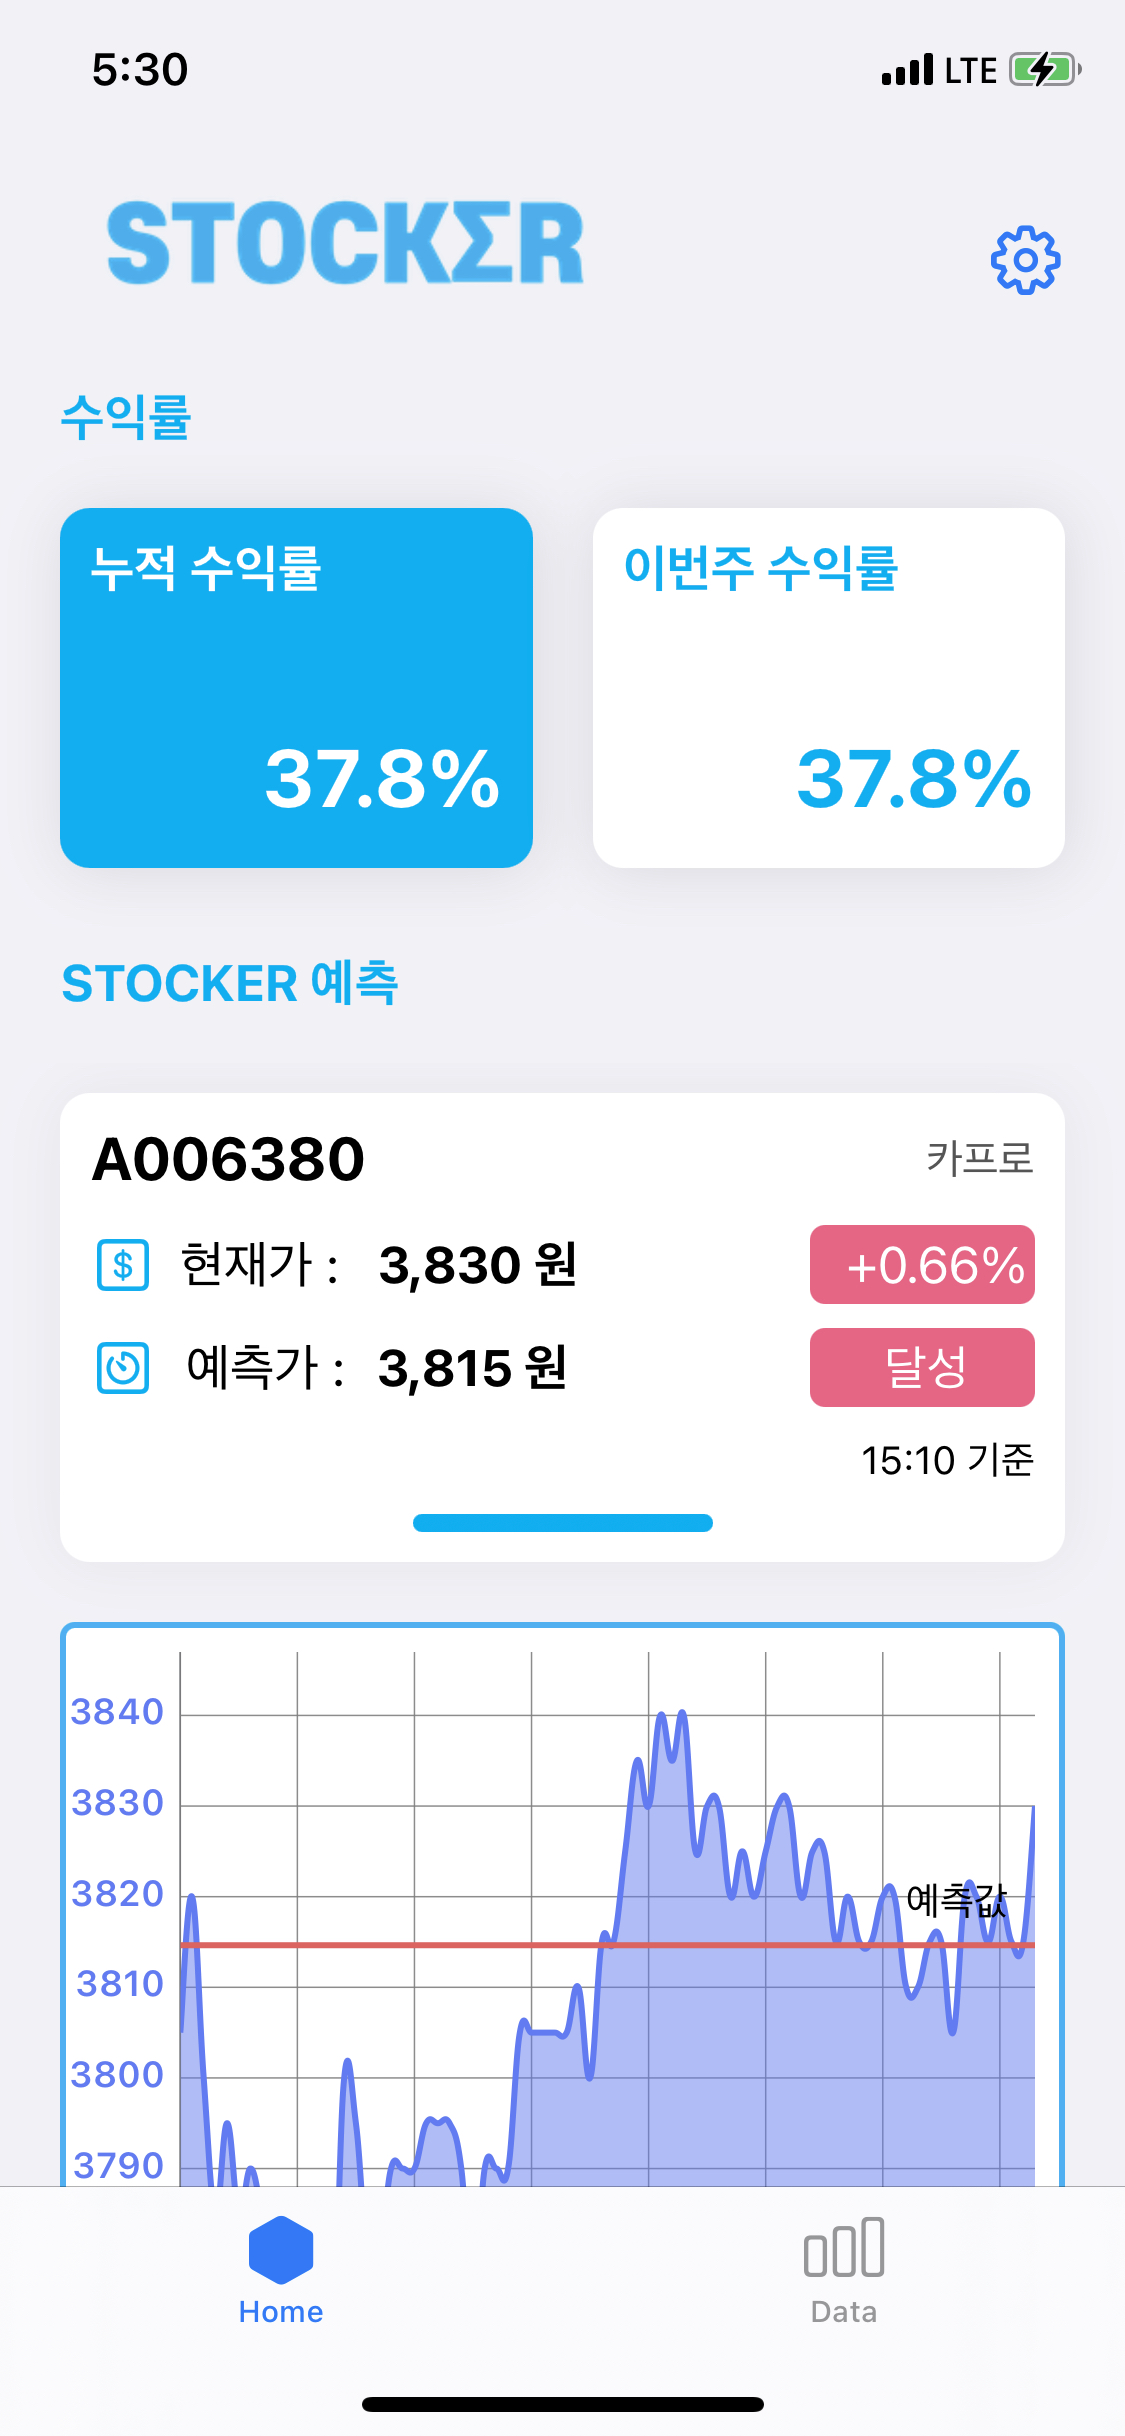 5:30
LTE
STOCKΣR
수익률
누적 수익률
37.8%
이번주 수익률
37.8%
STOCKER 예측
A006380
카프로
$ 현재가 : 3,830 원
+0.66%
예측가 : 3,815 원
달성
15:10 기준
3840
3830
3820
예측값
3810
3800
3790
Home
Data